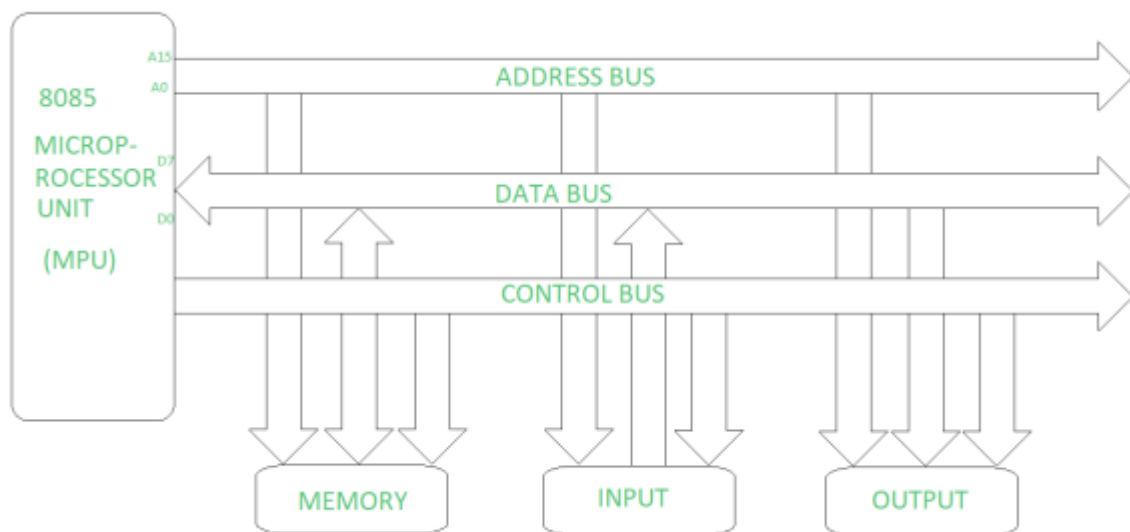 8085
MICROP-
ROCESSOR
UNIT
(MPU)
A15
A0
D7
D0
ADDRESS BUS
DATA BUS
CONTROL BUS
MEMORY
INPUT
OUTPUT